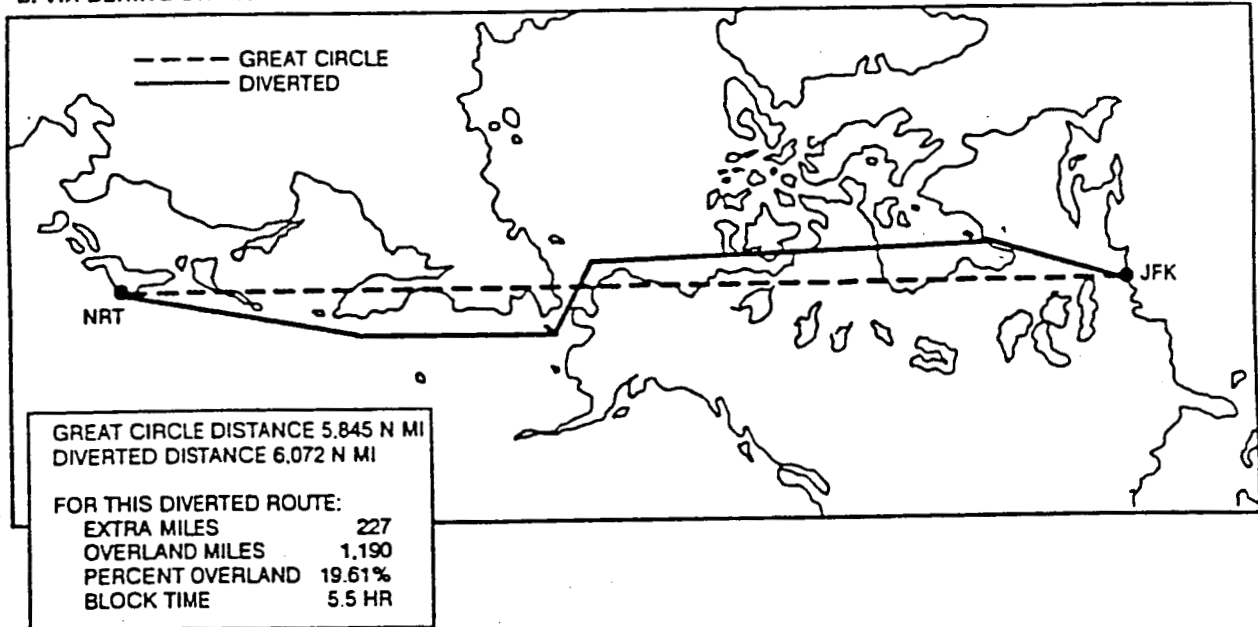 GREAT CIRCLE
DIVERTED
JFK
NRT
GREAT CIRCLE DISTANCE 5,845 N MI
DIVERTED DISTANCE 6,072 N MI
FOR THIS DIVERTED ROUTE:
EXTRA MILES 227
OVERLAND MILES 1,190
PERCENT OVERLAND 19.61%
BLOCK TIME 5.5 HR